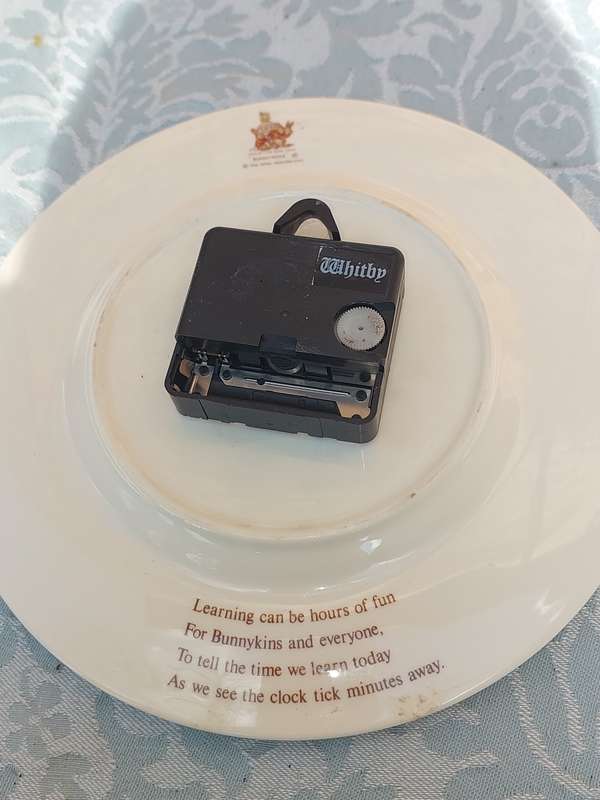 BUNNYKINS ®
Whitby
Learning can be hours of fun
For Bunnykins and everyone,
To tell the time we learn today
As we see the clock tick minutes away.